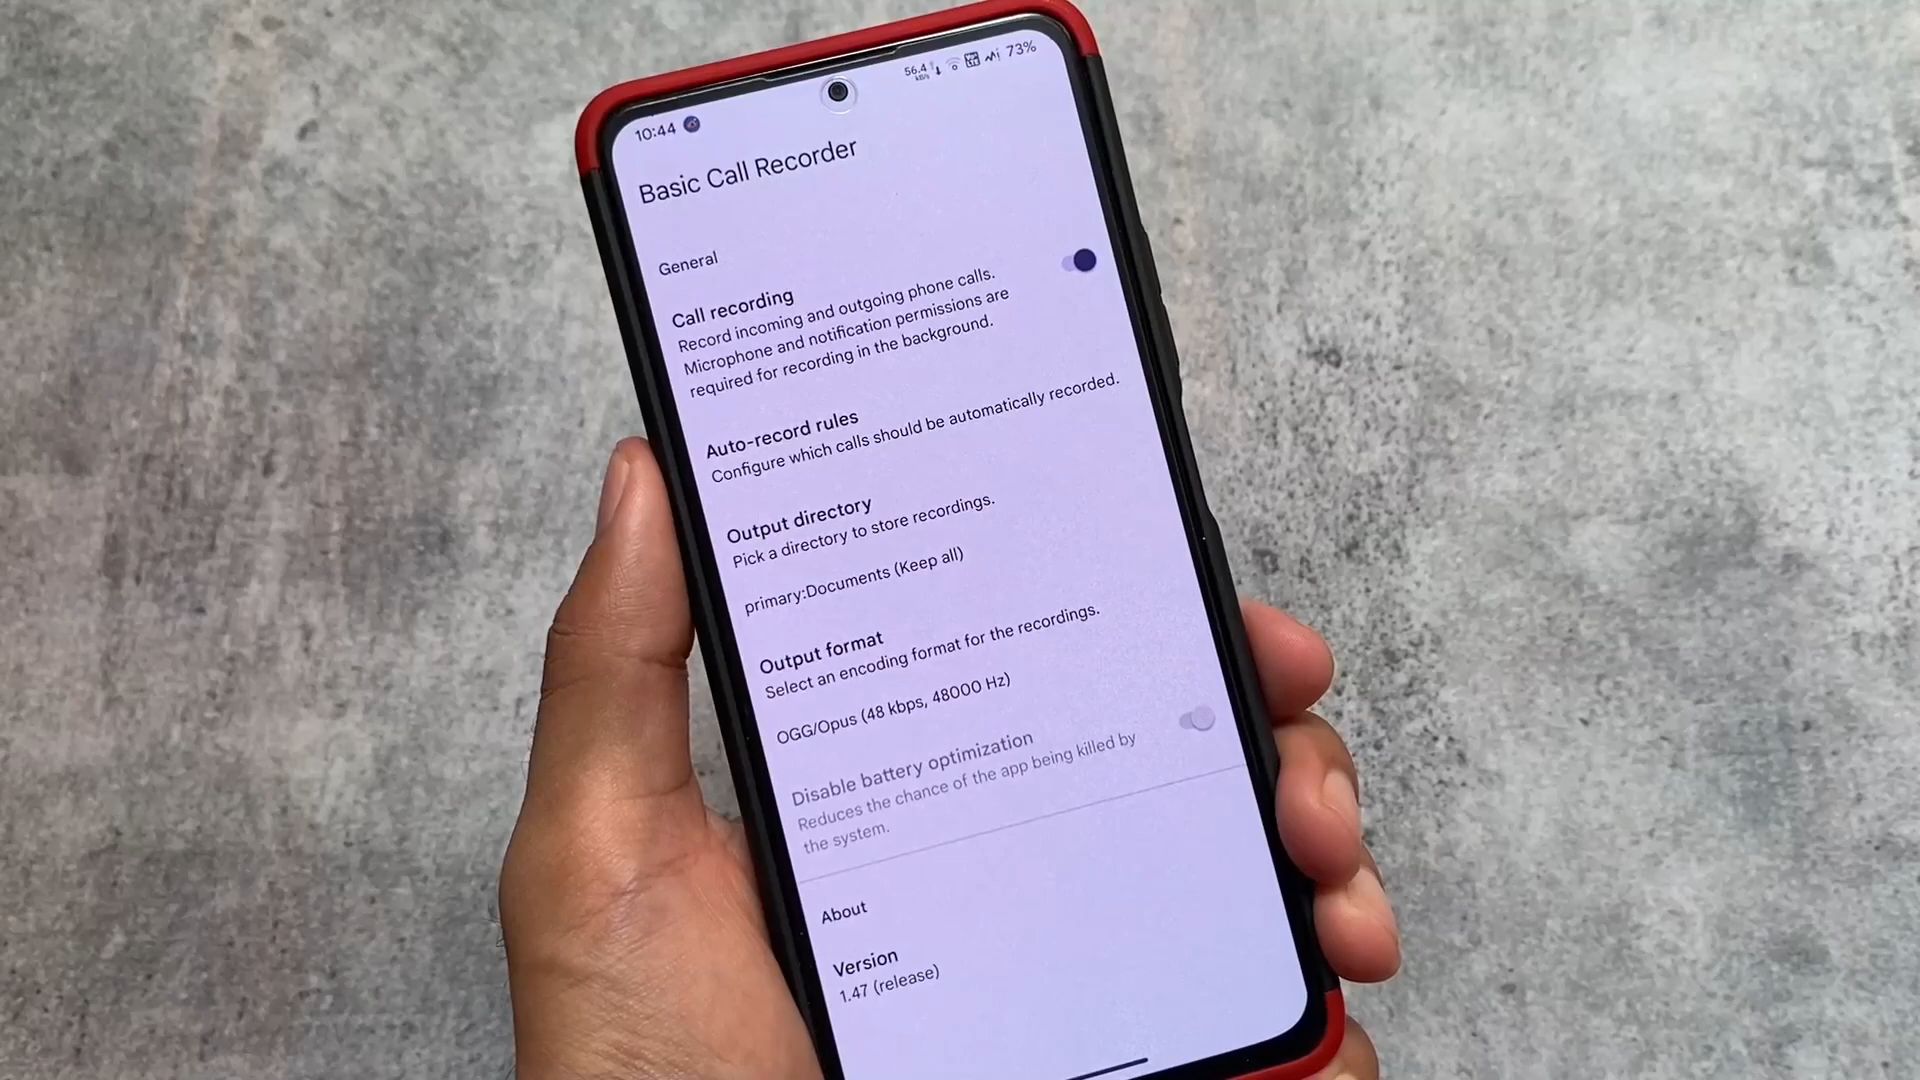 10:44
56.4
kB/s
73%
Basic Call Recorder
General
Call recording
Record incoming and outgoing phone calls.
Microphone and notification permissions are
required for recording in the background.
Auto-record rules
Configure which calls should be automatically recorded.
Output directory
Pick a directory to store recordings.
primary:Documents (Keep all)
Output format
Select an encoding format for the recordings.
OGG/Opus (48 kbps, 48000 Hz)
Disable battery optimization
Reduces the chance of the app being killed by
the system.
About
Version
1.47 (release)